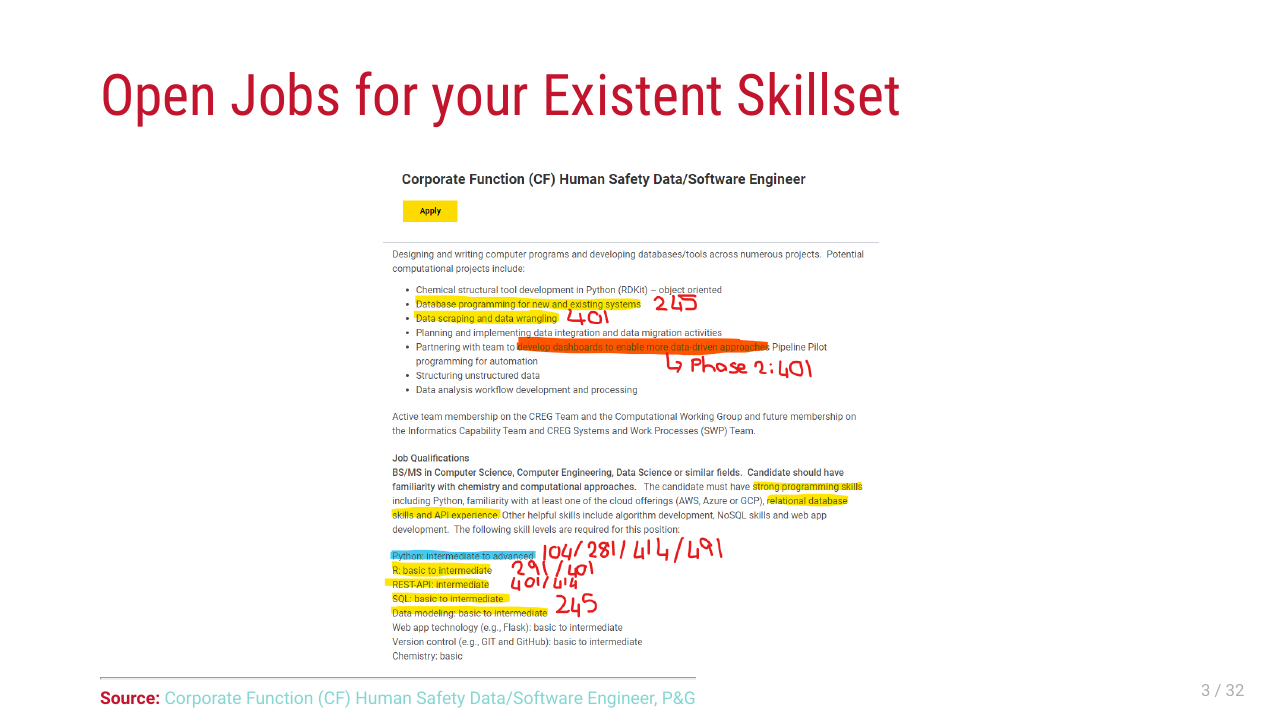 Open Jobs for your Existent Skillset
Corporate Function (CF) Human Safety Data/Software Engineer
Apply
Designing and writing computer programs and developing databases/tools across numerous projects. Potential
computational projects include:
• Chemical structural tool development in Python (RDKit) – object oriented
• Database programming for new and existing systems 245
• Data scraping and data wrangling 401
• Planning and implementing data integration and data migration activities
• Partnering with team to develop dashboards to enable more data-driven approaches Pipeline Pilot
programming for automation
↳ Phase 2: 401
• Structuring unstructured data
• Data analysis workflow development and processing
Active team membership on the CREG Team and the Computational Working Group and future membership on
the Informatics Capability Team and CREG Systems and Work Processes (SWP) Team.
Job Qualifications
BS/MS in Computer Science, Computer Engineering, Data Science or similar fields. Candidate should have
familiarity with chemistry and computational approaches. The candidate must have strong programming skills
including Python, familiarity with at least one of the cloud offerings (AWS, Azure or GCP), relational database
skills and API experience. Other helpful skills include algorithm development, NoSQL skills and web app
development. The following skill levels are required for this position:
Python: intermediate to advanced 104/281/414/491
R: basic to intermediate 291/401
REST-API: intermediate 401/414
SQL: basic to intermediate 245
Data modeling: basic to intermediate
Web app technology (e.g., Flask): basic to intermediate
Version control (e.g., GIT and GitHub): basic to intermediate
Chemistry: basic
Source: Corporate Function (CF) Human Safety Data/Software Engineer, P&G
3 / 32